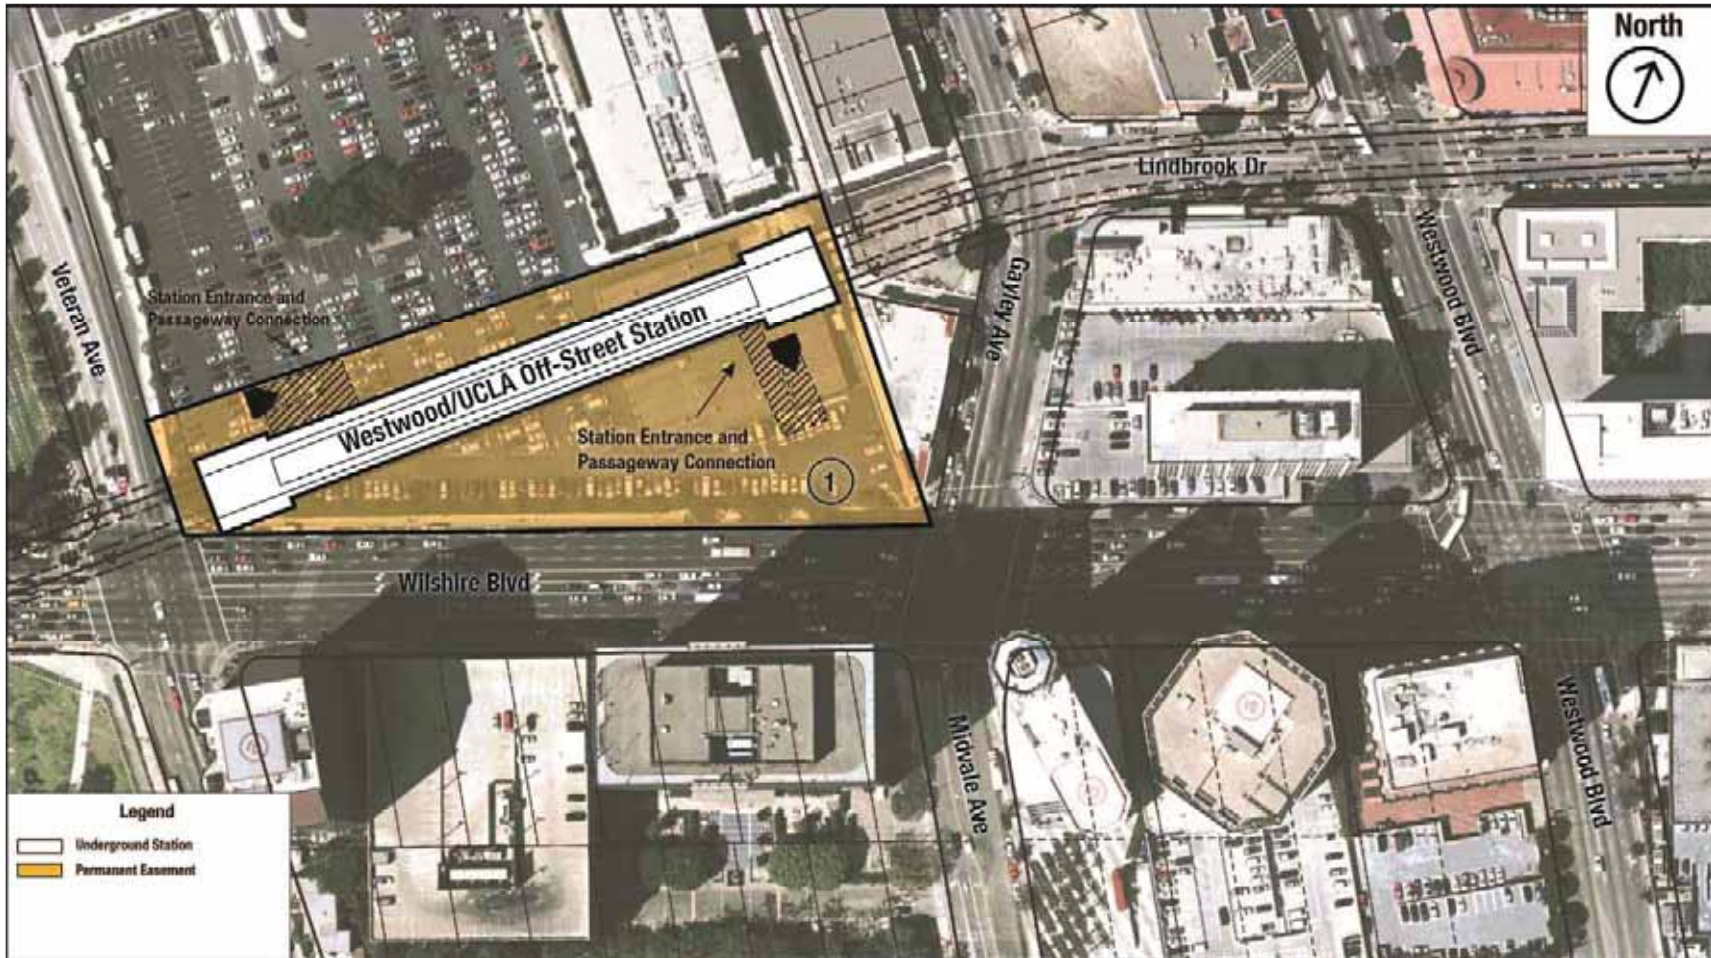 North
Lindbrook Dr
Westwood Blvd
Gayley Ave
Veteran Ave
Station Entrance and
Passageway Connection
Westwood/UCLA Off-Street Station
Station Entrance and
Passageway Connection
1
Wilshire Blvd
Midvale Ave
Westwood Blvd
Legend
Underground Station
Permanent Easement